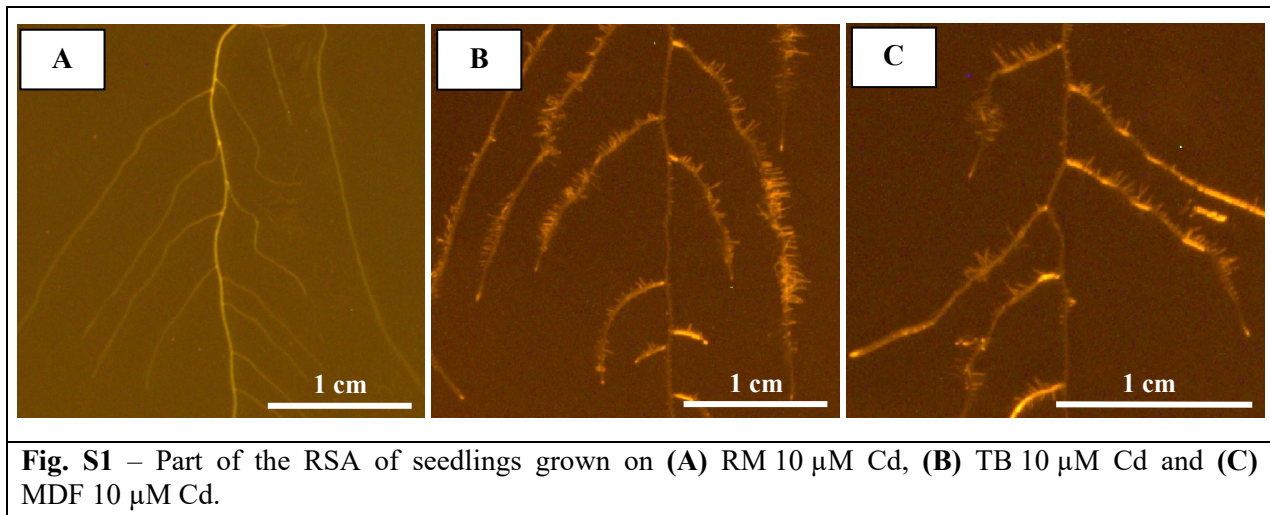 A
B
C
1 cm
1 cm
1 cm
Fig. S1 – Part of the RSA of seedlings grown on (A) RM 10 µM Cd, (B) TB 10 µM Cd and (C)
MDF 10 µM Cd.